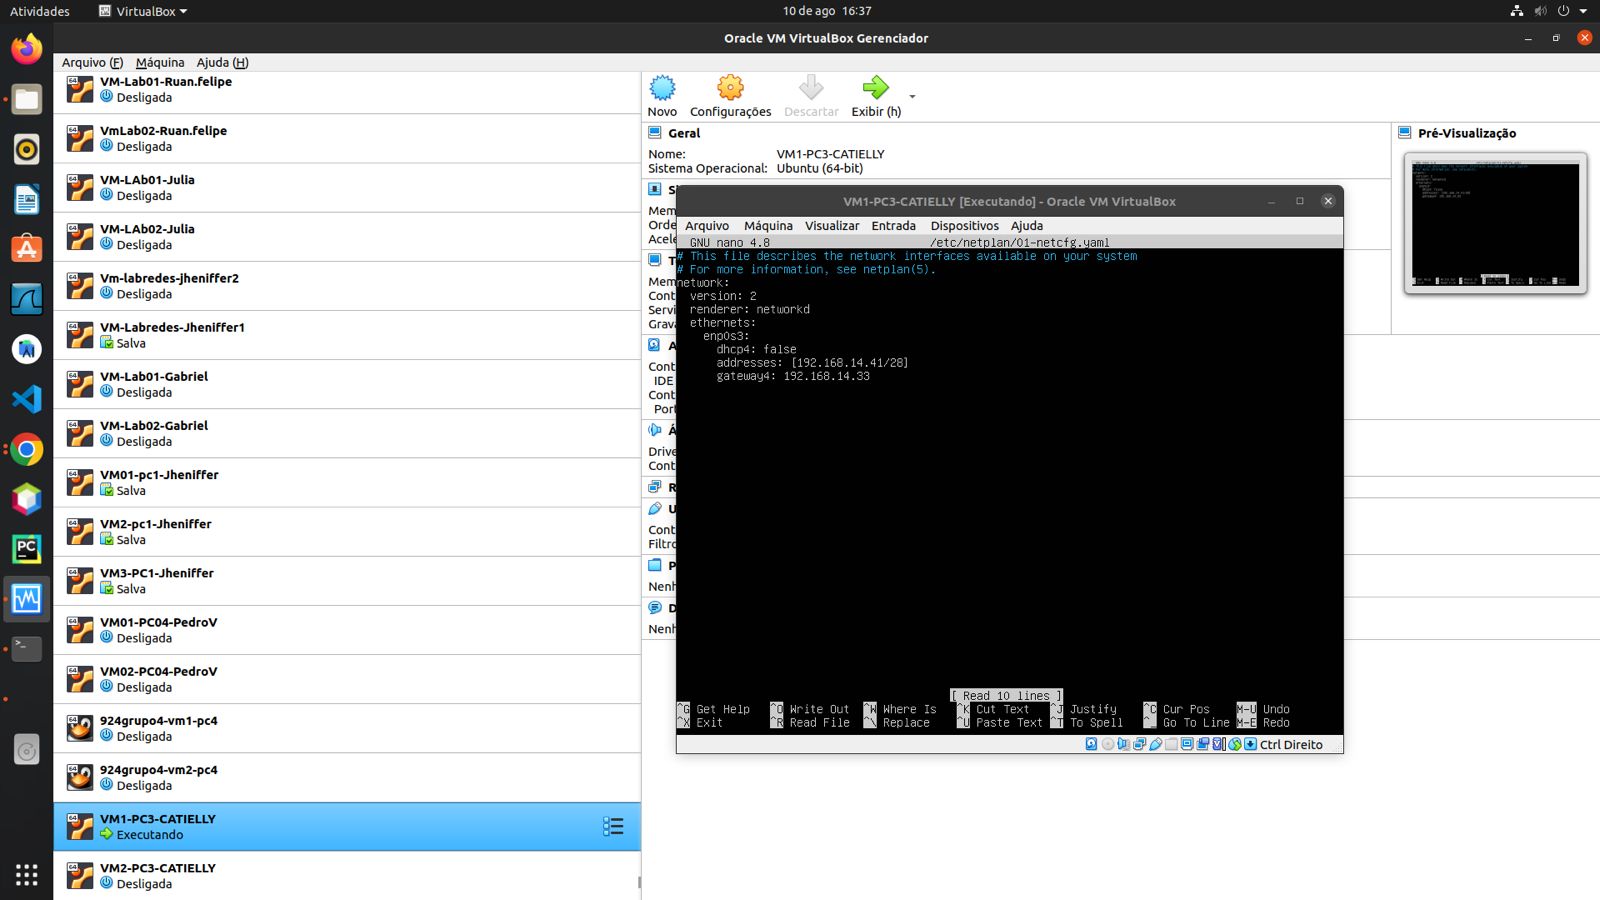 Atividades
VirtualBox
10 de ago 16:37
Oracle VM VirtualBox Gerenciador
Arquivo (F) Máquina Ajuda (H)
VM-Lab01-Ruan.felipe
Desligada
VmLab02-Ruan.felipe
Desligada
VM-LAb01-Julia
Desligada
VM-LAb02-Julia
Desligada
Vm-labredes-jheniffer2
Desligada
VM-Labredes-Jheniffer1
Salva
VM-Lab01-Gabriel
Desligada
VM-Lab02-Gabriel
Desligada
VM01-pc1-Jheniffer
Salva
VM2-pc1-Jheniffer
Salva
VM3-PC1-Jheniffer
Salva
VM01-PC04-PedroV
Desligada
VM02-PC04-PedroV
Desligada
924grupo4-vm1-pc4
Desligada
924grupo4-vm2-pc4
Desligada
VM1-PC3-CATIELLY
Executando
VM2-PC3-CATIELLY
Desligada
Novo Configurações Descartar Exibir (h)
Geral
Nome: VM1-PC3-CATIELLY
Sistema Operacional: Ubuntu (64-bit)
Pré-Visualização
Mem
Orde
Acele
Mem
Cont
Servi
Grava
Cont
IDE
Cont
Port
Drive
Cont
Cont
Filtro
Nenh
Nenh
VM1-PC3-CATIELLY [Executando] - Oracle VM VirtualBox
Arquivo Máquina Visualizar Entrada Dispositivos Ajuda
GNU nano 4.8 /etc/netplan/01-netcfg.yaml
# This file describes the network interfaces available on your system
# For more information, see netplan(5).
network:
version: 2
renderer: networkd
ethernets:
enp0s3:
dhcp4: false
addresses: [192.168.14.41/28]
gateway4: 192.168.14.33
[ Read 10 lines ]
^G Get Help ^O Write Out ^W Where Is ^K Cut Text ^J Justify ^C Cur Pos M-U Undo
^X Exit ^R Read File ^\ Replace ^U Paste Text ^T To Spell ^_ Go To Line M-E Redo
Ctrl Direito